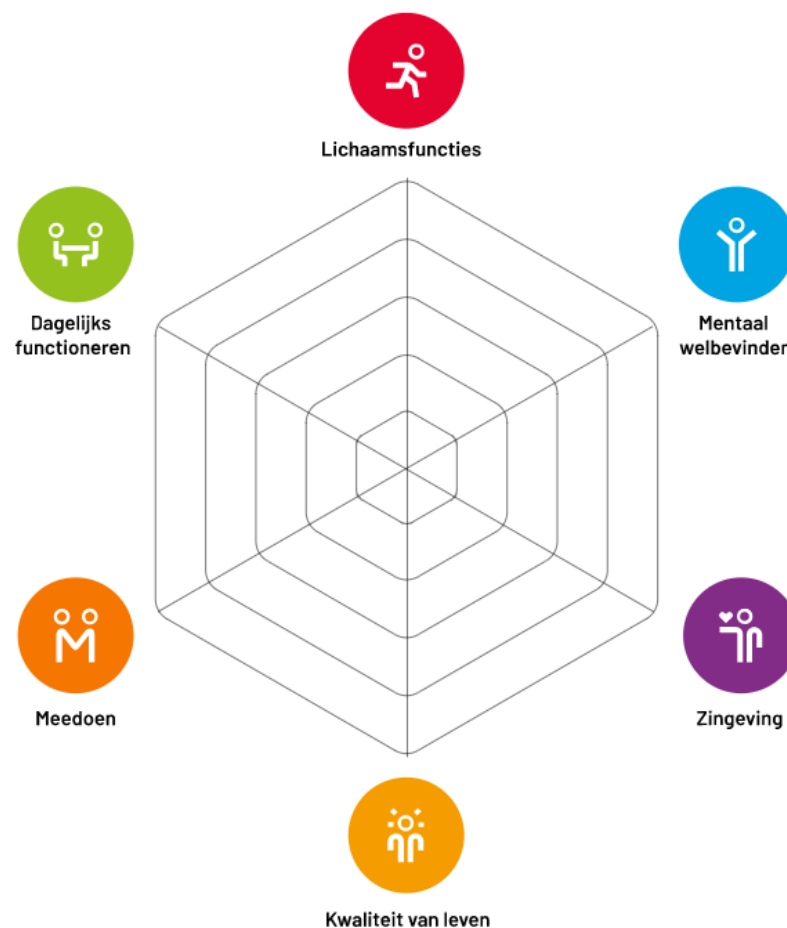 Lichaamsfuncties
Dagelijks
functioneren
Mentaal
welbevinden
Meedoen
Zingeving
Kwaliteit van leven